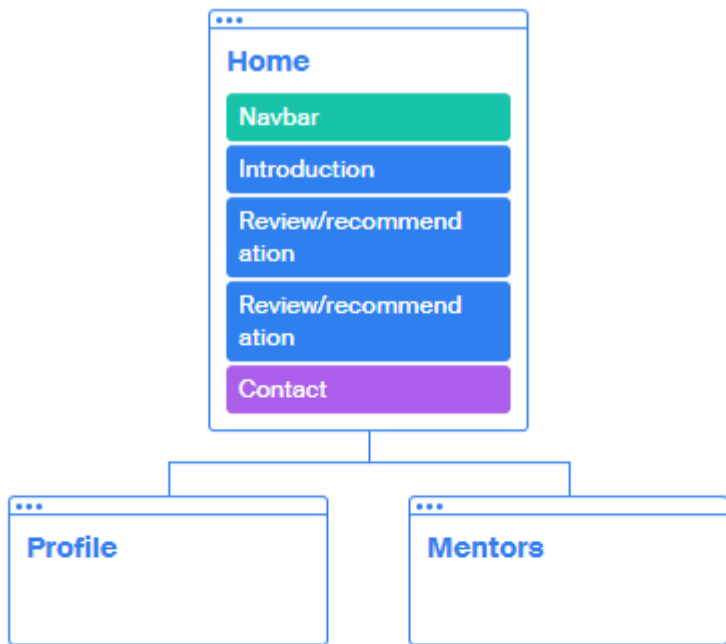 Home
Navbar
Introduction
Review/recommend
ation
Review/recommend
ation
Contact
Profile
Mentors